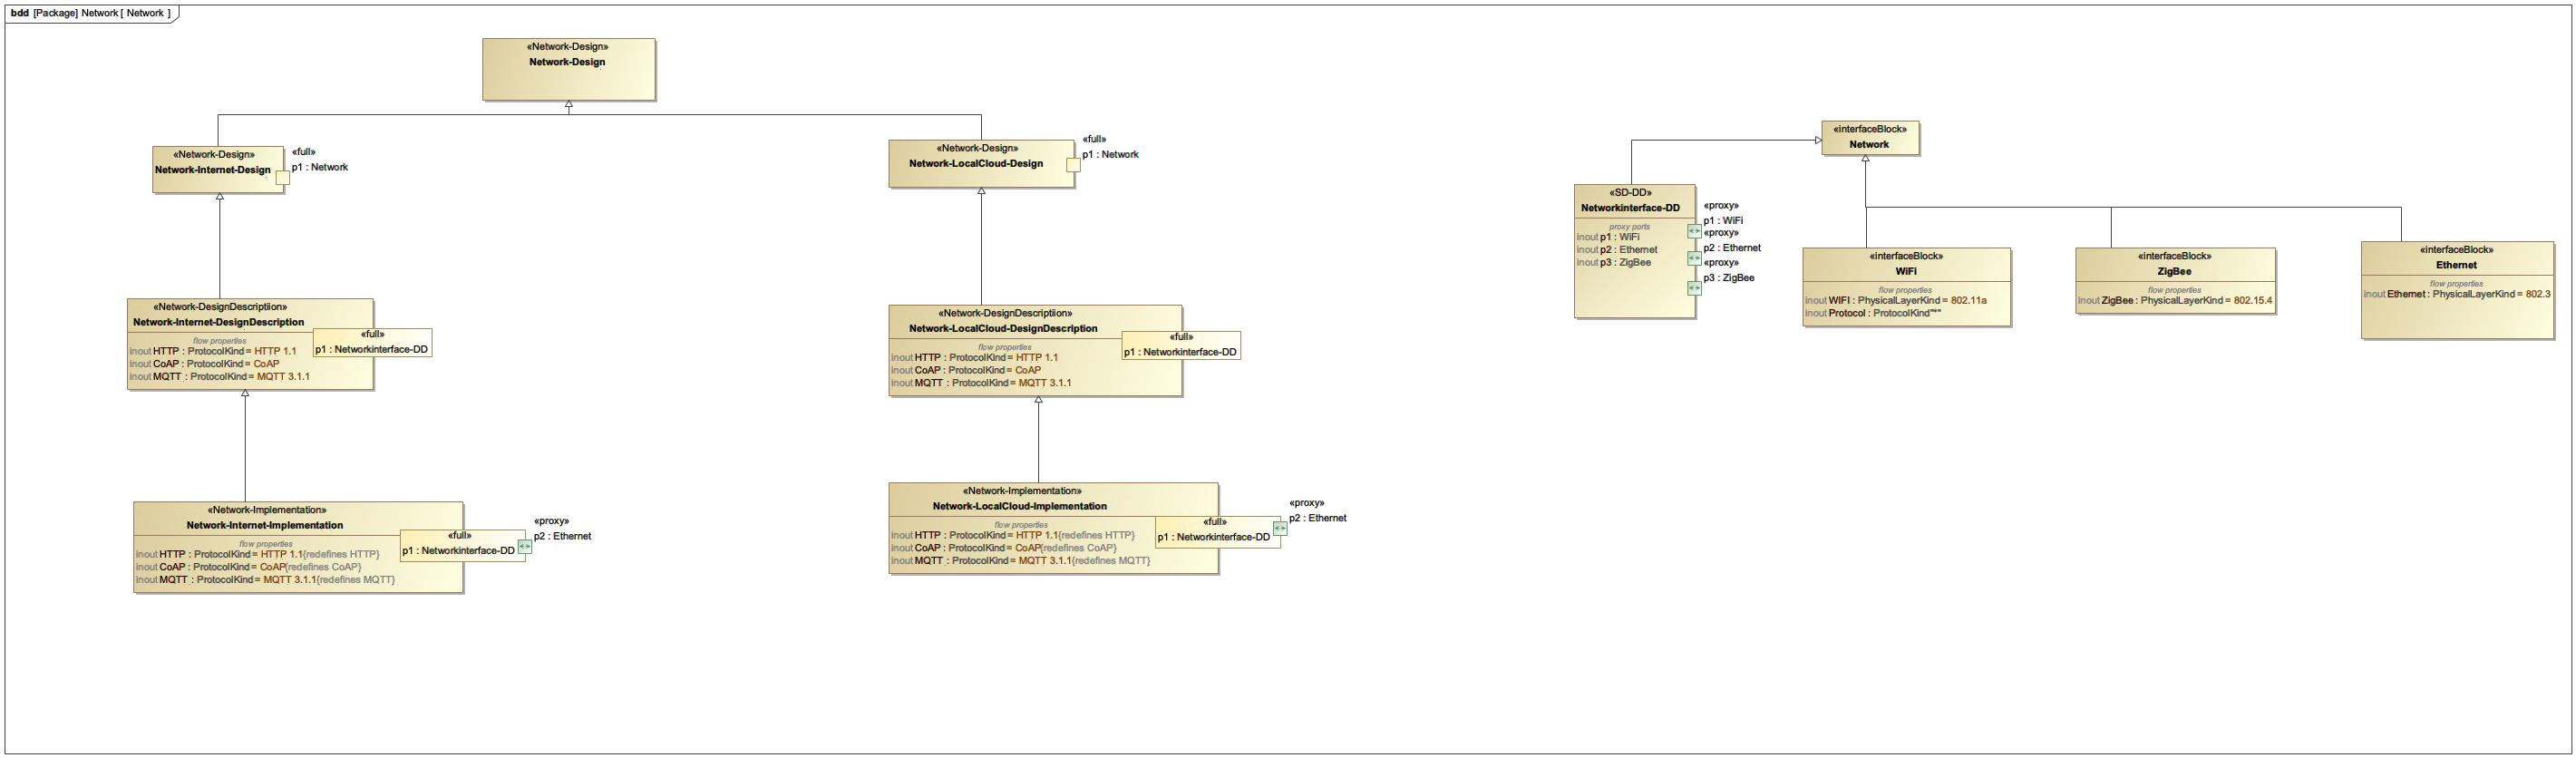 bdd [Package] Network [ Network ]
«Network-Design»
Network-Design
«Network-Design»
Network-Internet-Design
«full»
p1 : Network
«Network-Design»
Network-LocalCloud-Design
«full»
p1 : Network
«Network-DesignDescriptiion»
Network-Internet-DesignDescription
flow properties
inout HTTP : ProtocolKind = HTTP 1.1
inout CoAP : ProtocolKind = CoAP
inout MQTT : ProtocolKind = MQTT 3.1.1
«full»
p1 : Networkinterface-DD
«Network-DesignDescriptiion»
Network-LocalCloud-DesignDescription
flow properties
inout HTTP : ProtocolKind = HTTP 1.1
inout CoAP : ProtocolKind = CoAP
inout MQTT : ProtocolKind = MQTT 3.1.1
«full»
p1 : Networkinterface-DD
«Network-Implementation»
Network-Internet-Implementation
flow properties
inout HTTP : ProtocolKind = HTTP 1.1{redefines HTTP}
inout CoAP : ProtocolKind = CoAP{redefines CoAP}
inout MQTT : ProtocolKind = MQTT 3.1.1{redefines MQTT}
«full»
p1 : Networkinterface-DD
«proxy»
p2 : Ethernet
«Network-Implementation»
Network-LocalCloud-Implementation
flow properties
inout HTTP : ProtocolKind = HTTP 1.1{redefines HTTP}
inout CoAP : ProtocolKind = CoAP{redefines CoAP}
inout MQTT : ProtocolKind = MQTT 3.1.1{redefines MQTT}
«full»
p1 : Networkinterface-DD
«proxy»
p2 : Ethernet
«interfaceBlock»
Network
«SD-DD»
Networkinterface-DD
proxy ports
inout p1 : WiFi
inout p2 : Ethernet
inout p3 : ZigBee
«proxy»
p1 : WiFi
«proxy»
p2 : Ethernet
«proxy»
p3 : ZigBee
«interfaceBlock»
WiFi
flow properties
inout WIFI : PhysicalLayerKind = 802.11a
inout Protocol : ProtocolKind"*"
«interfaceBlock»
ZigBee
flow properties
inout ZigBee : PhysicalLayerKind = 802.15.4
«interfaceBlock»
Ethernet
flow properties
inout Ethernet : PhysicalLayerKind = 802.3